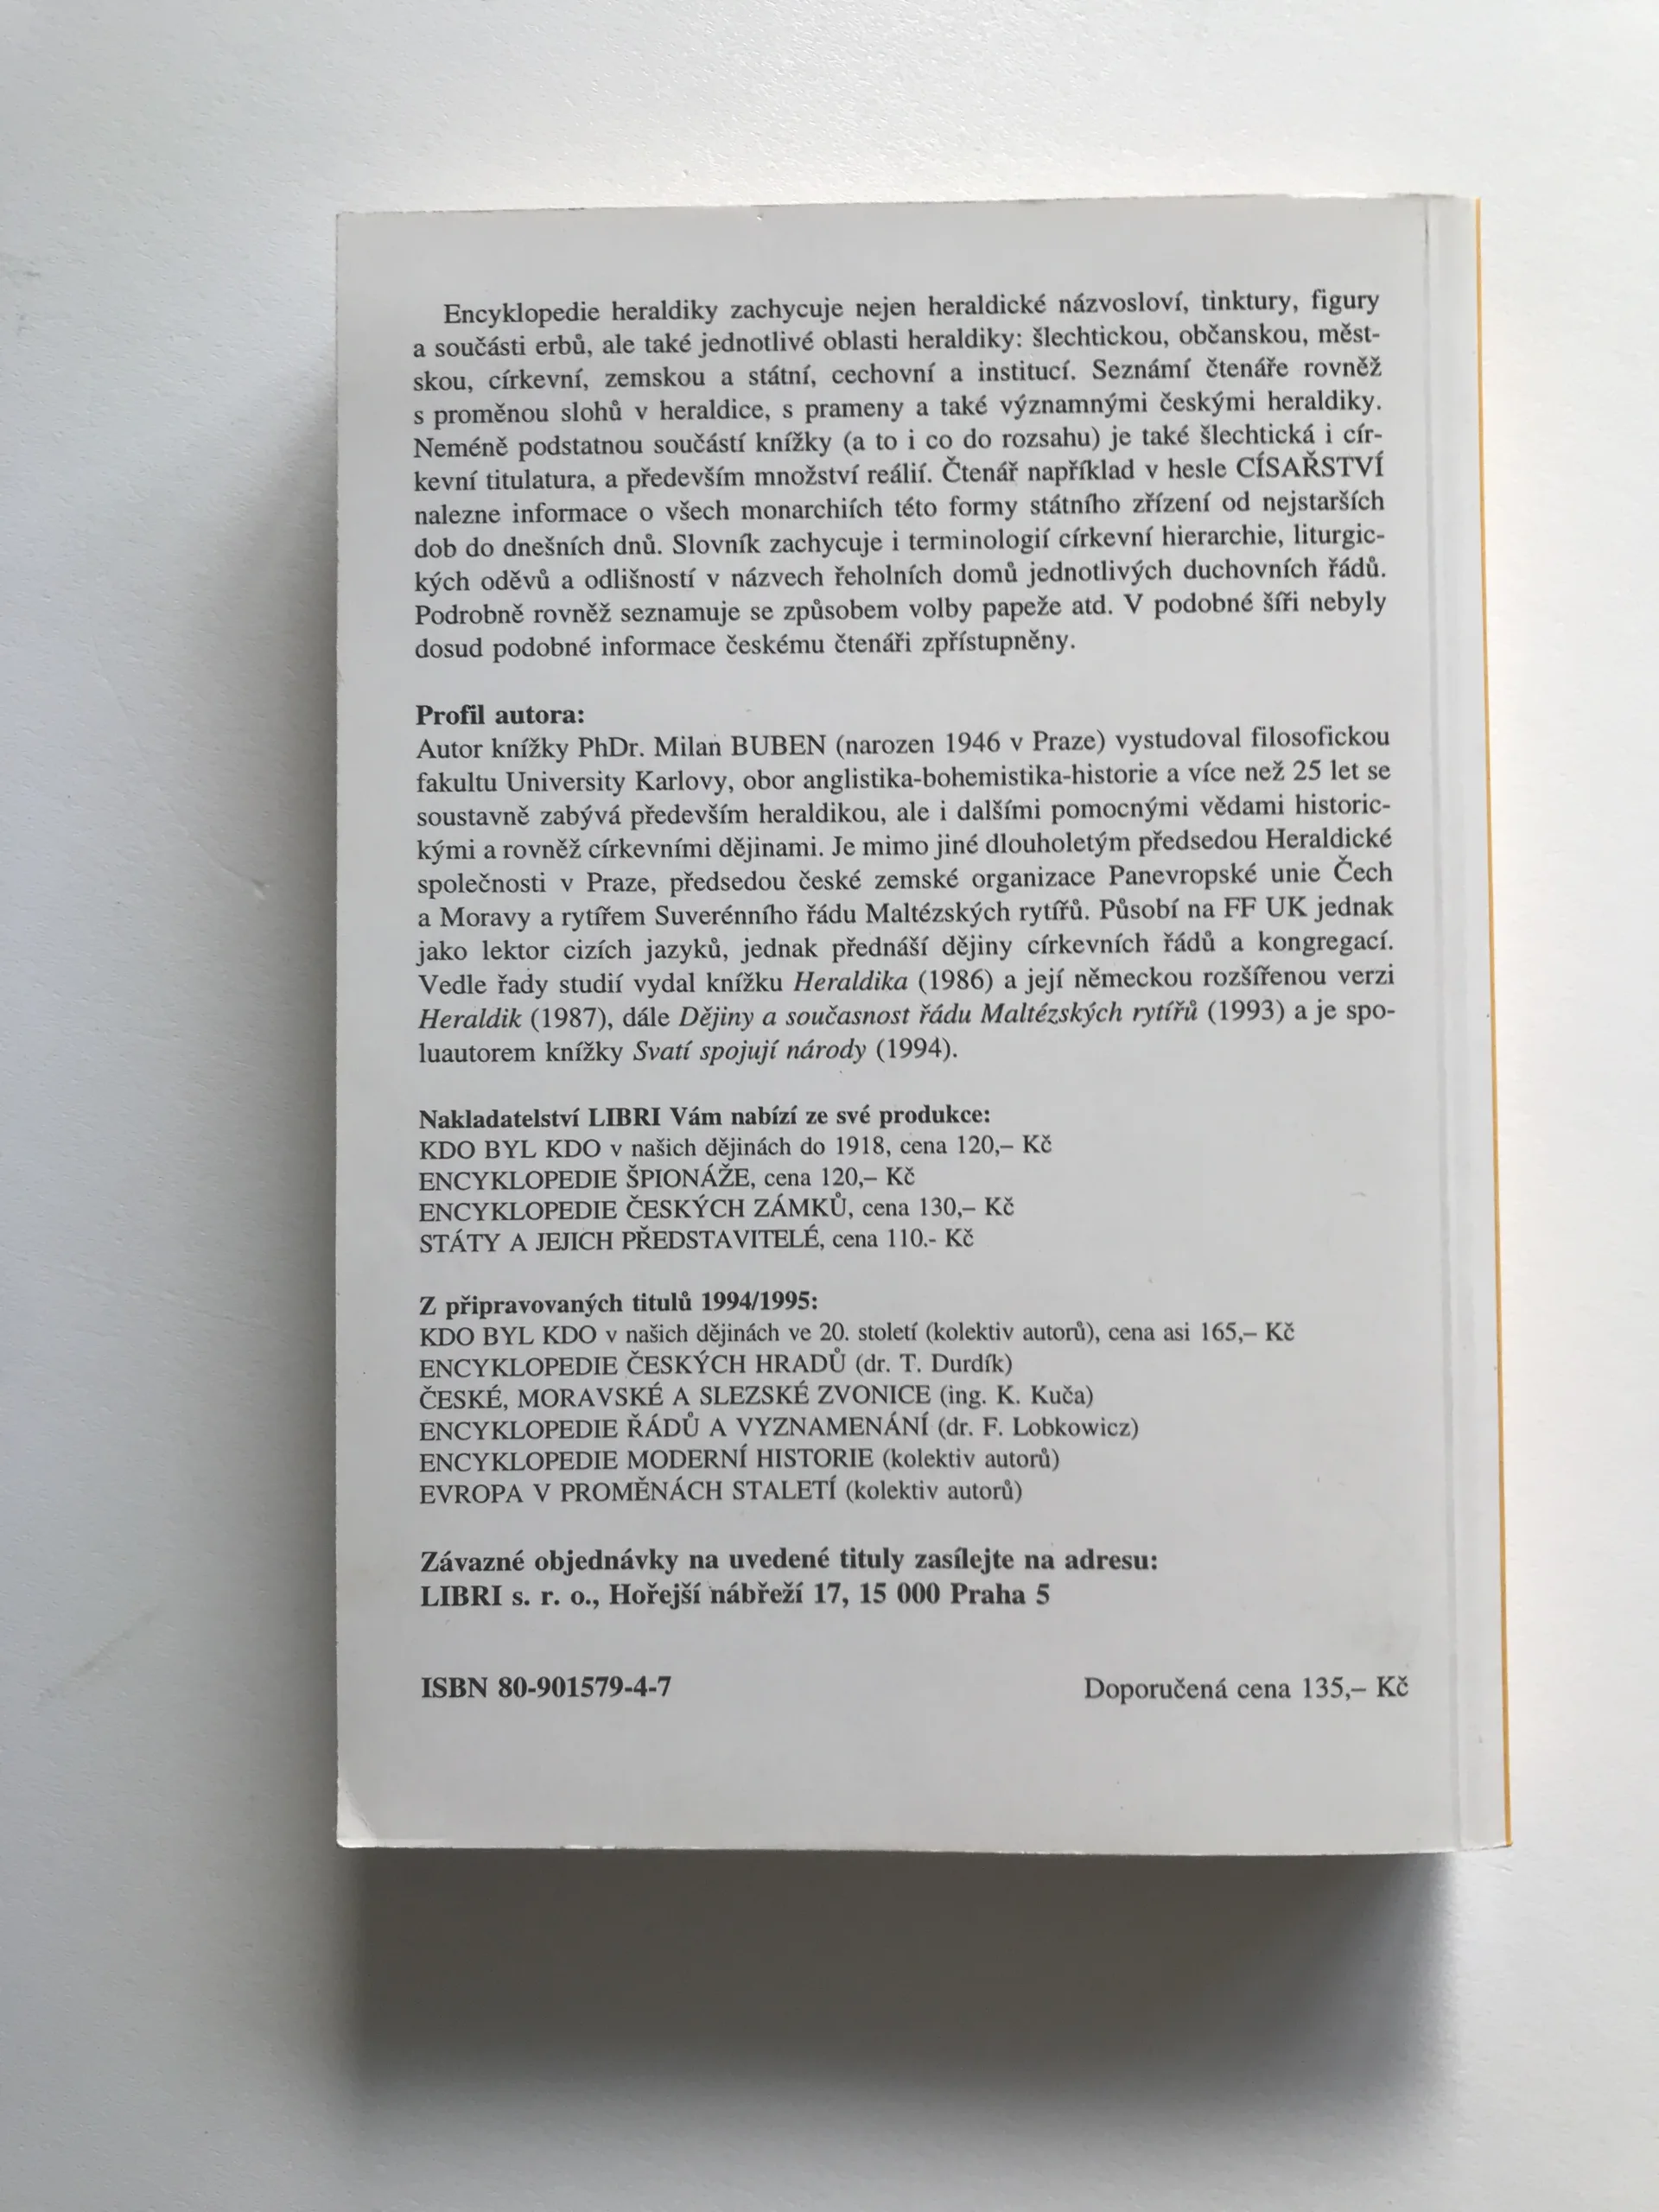 Encyklopedie heraldiky zachycuje nejen heraldické názvosloví, tinktury, figury
a součásti erbů, ale také jednotlivé oblasti heraldiky: šlechtickou, občanskou, měst-
skou, církevní, zemskou a státní, cechovní a institucí. Seznámí čtenáře rovněž
s proměnou slohů v heraldice, s prameny a také významnými českými heraldiky.
Neméně podstatnou součástí knížky (a to i co do rozsahu) je také šlechtická i cír-
kevní titulatura, a především množství reálií. Čtenář například v hesle CÍSAŘSTVÍ
nalezne informace o všech monarchiích této formy státního zřízení od nejstarších
dob do dnešních dnů. Slovník zachycuje i terminologií církevní hierarchie, liturgic-
kých oděvů a odlišností v názvech řeholních domů jednotlivých duchovních řádů.
Podrobně rovněž seznamuje se způsobem volby papeže atd. V podobné šíři nebyly
dosud podobné informace českému čtenáři zpřístupněny.
Profil autora:
Autor knížky PhDr. Milan BUBEN (narozen 1946 v Praze) vystudoval filosofickou
fakultu University Karlovy, obor anglistika-bohemistika-historie a více než 25 let se
soustavně zabývá především heraldikou, ale i dalšími pomocnými vědami historic-
kými a rovněž církevními dějinami. Je mimo jiné dlouholetým předsedou Heraldické
společnosti v Praze, předsedou české zemské organizace Panevropské unie Čech
a Moravy a rytířem Suverénního řádu Maltézských rytířů. Působí na FF UK jednak
jako lektor cizích jazyků, jednak přednáší dějiny církevních řádů a kongregací.
Vedle řady studií vydal knížku Heraldika (1986) a její německou rozšířenou verzi
Heraldik (1987), dále Dějiny a současnost řádu Maltézských rytířů (1993) a je spo-
luautorem knížky Svatí spojují národy (1994).
Nakladatelství LIBRI Vám nabízí ze své produkce:
KDO BYL KDO v našich dějinách do 1918, cena 120,– Kč
ENCYKLOPEDIE ŠPIONÁŽE, cena 120,– Kč
ENCYKLOPEDIE ČESKÝCH ZÁMKŮ, cena 130,– Kč
STÁTY A JEJICH PŘEDSTAVITELÉ, cena 110.- Kč
Z připravovaných titulů 1994/1995:
KDO BYL KDO v našich dějinách ve 20. století (kolektiv autorů), cena asi 165,– Kč
ENCYKLOPEDIE ČESKÝCH HRADŮ (dr. T. Durdík)
ČESKÉ, MORAVSKÉ A SLEZSKÉ ZVONICE (ing. K. Kuča)
ENCYKLOPEDIE ŘÁDŮ A VYZNAMENÁNÍ (dr. F. Lobkowicz)
ENCYKLOPEDIE MODERNÍ HISTORIE (kolektiv autorů)
EVROPA V PROMĚNÁCH STALETÍ (kolektiv autorů)
Závazné objednávky na uvedené tituly zasílejte na adresu:
LIBRI s. r. o., Hořejší nábřeží 17, 15 000 Praha 5
ISBN 80-901579-4-7
Doporučená cena 135,– Kč